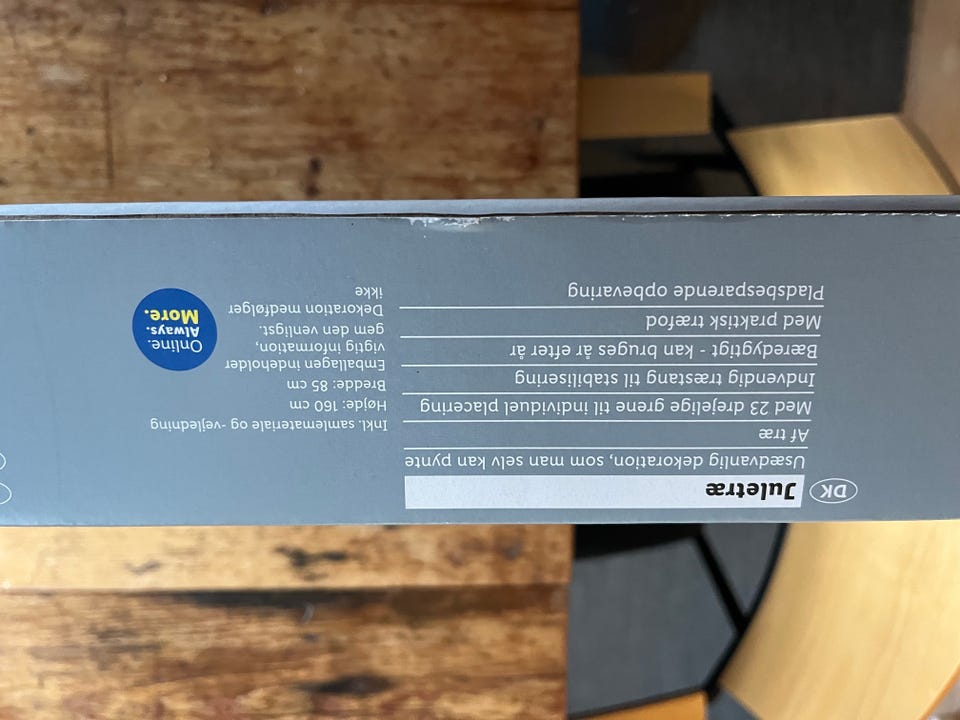 DK
Juletræ
Usædvanlig dekoration, som man selv kan pynte
Af træ
Med 23 drejelige grene til individuel placering
Indvendig træstang til stabilisering
Bæredygtigt - kan bruges år efter år
Med praktisk træfod
Pladsbesparende opbevaring
Inkl. samlemateriale og -vejledning
Højde: 160 cm
Bredde: 85 cm
Emballagen indeholder
vigtig information,
gem den venligst.
Dekoration medfølger
ikke
Online.
Always.
More.